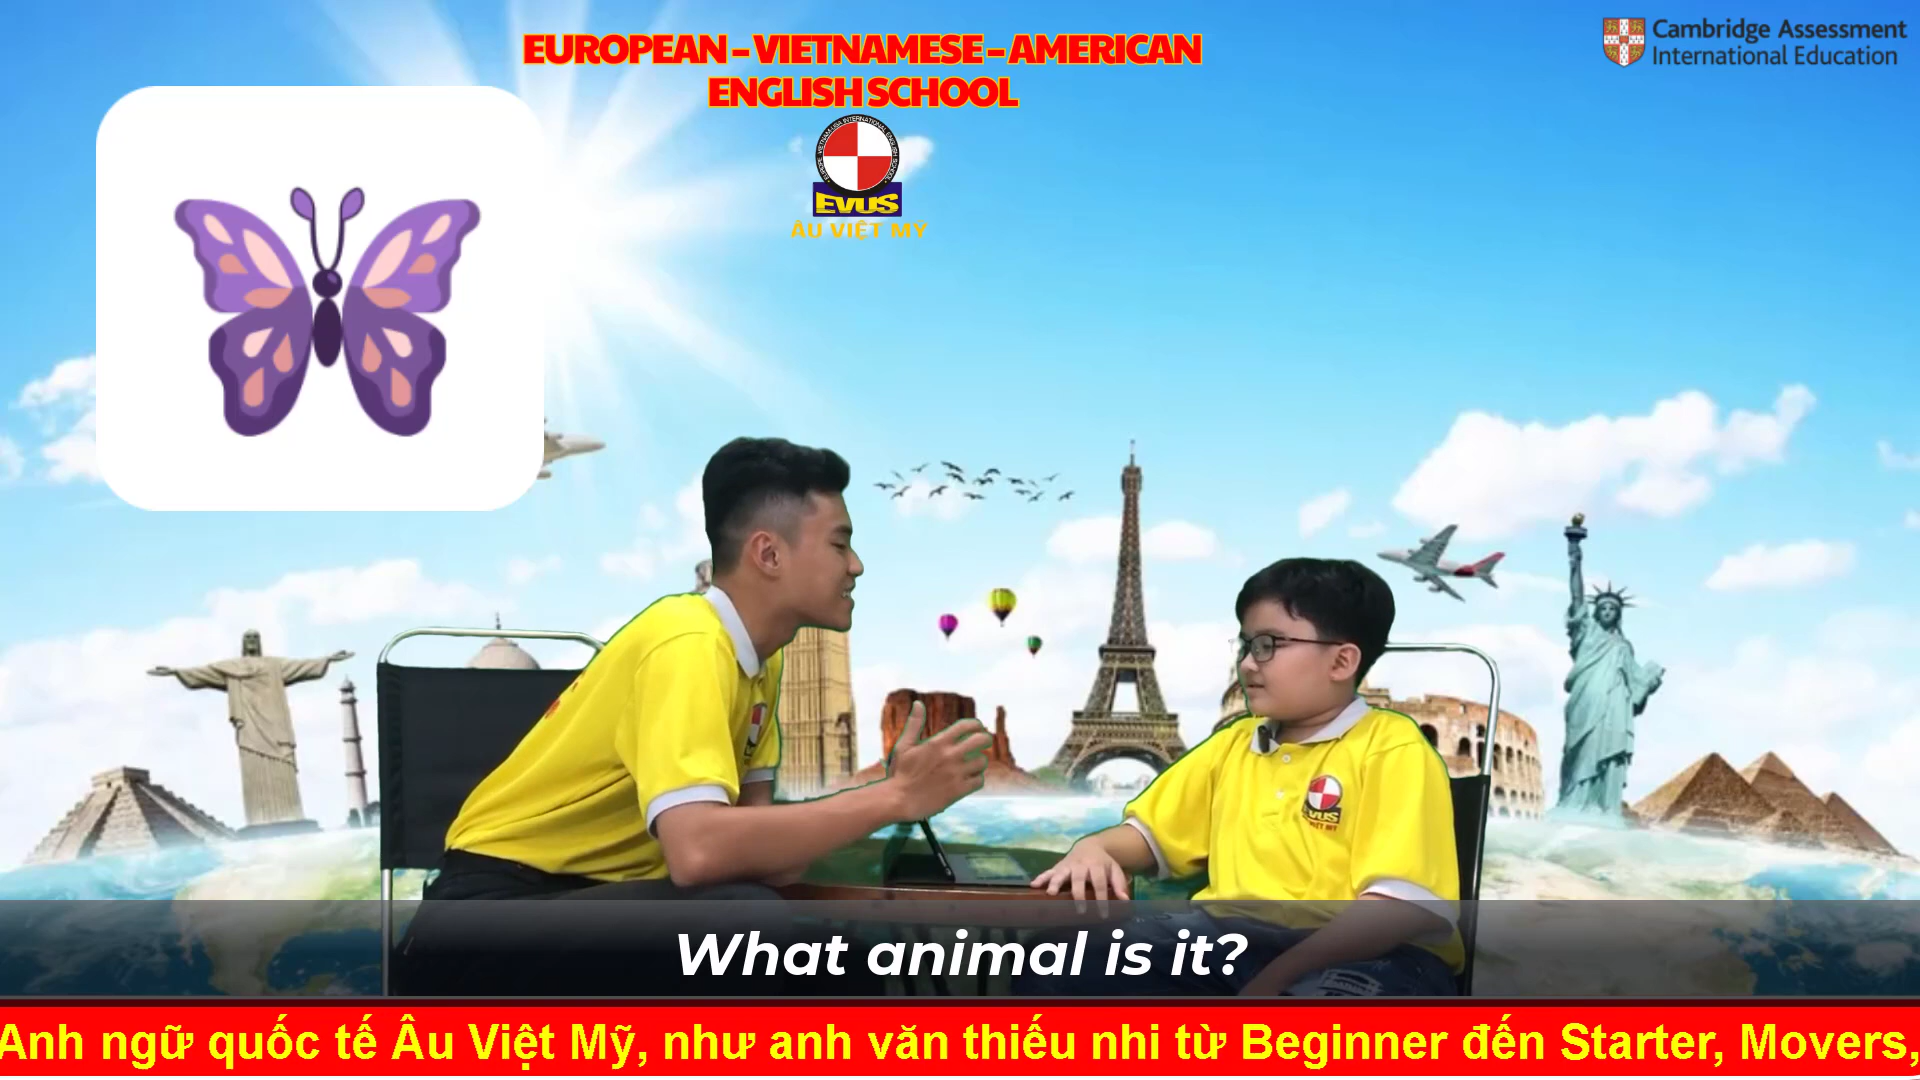 EUROPEAN – VIETNAMESE – AMERICAN
ENGLISH SCHOOL
Cambridge Assessment
International Education
EVUS
ÂU VIỆT MỸ
EVUS
What animal is it?
Anh ngữ quốc tế Âu Việt Mỹ, như anh văn thiếu nhi từ Beginner đến Starter, Movers,